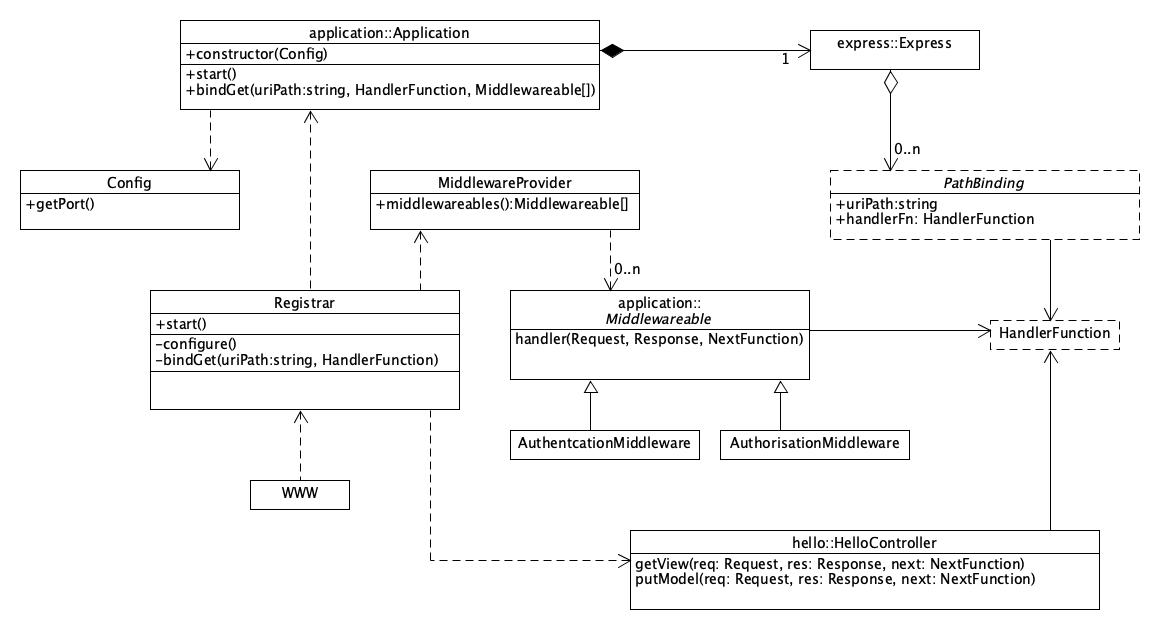 application::Application
+constructor(Config)
+start()
+bindGet(uriPath:string, HandlerFunction, Middlewareable[])
1
express::Express
0..n
Config
+getPort()
MiddlewareProvider
+middlewareables():Middlewareable[]
PathBinding
+uriPath:string
+handlerFn: HandlerFunction
0..n
Registrar
+start()
-configure()
-bindGet(uriPath:string, HandlerFunction)
application::
Middlewareable
handler(Request, Response, NextFunction)
HandlerFunction
AuthentcationMiddleware
AuthorisationMiddleware
WWW
hello::HelloController
getView(req: Request, res: Response, next: NextFunction)
putModel(req: Request, res: Response, next: NextFunction)